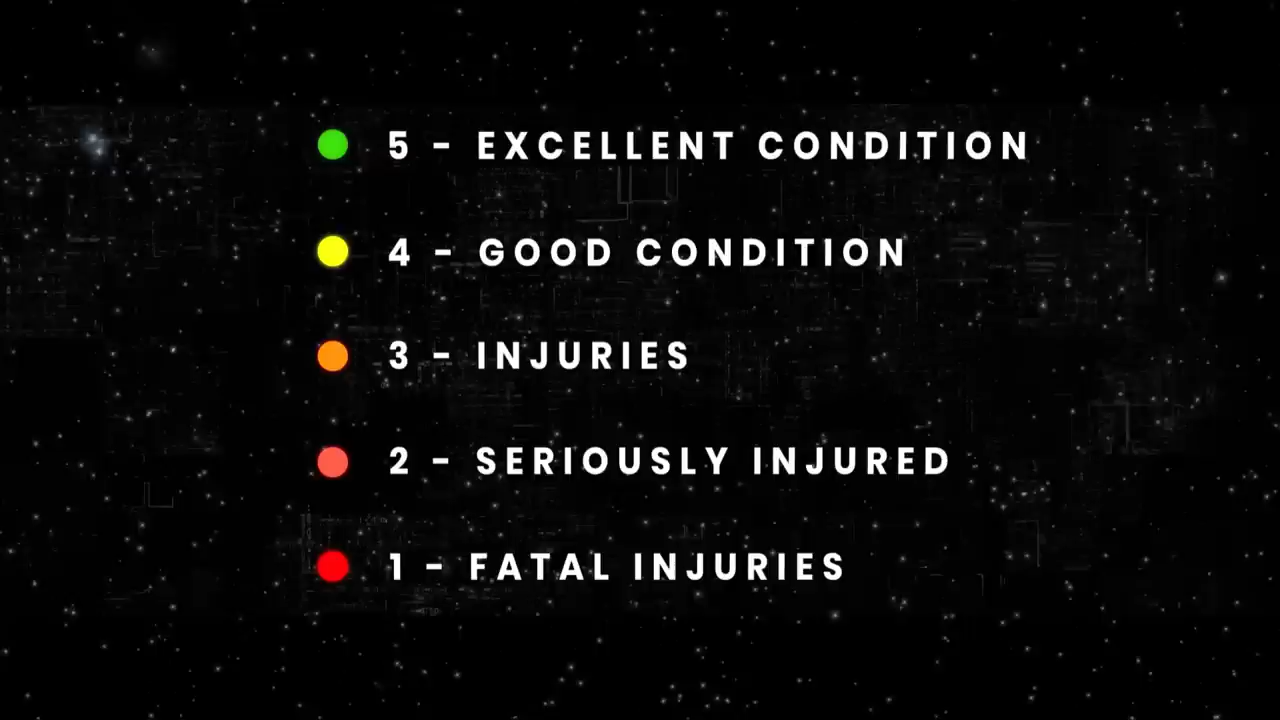 5 - EXCELLENT CONDITION
4 - GOOD CONDITION
3 - INJURIES
2 - SERIOUSLY INJURED
1 - FATAL INJURIES